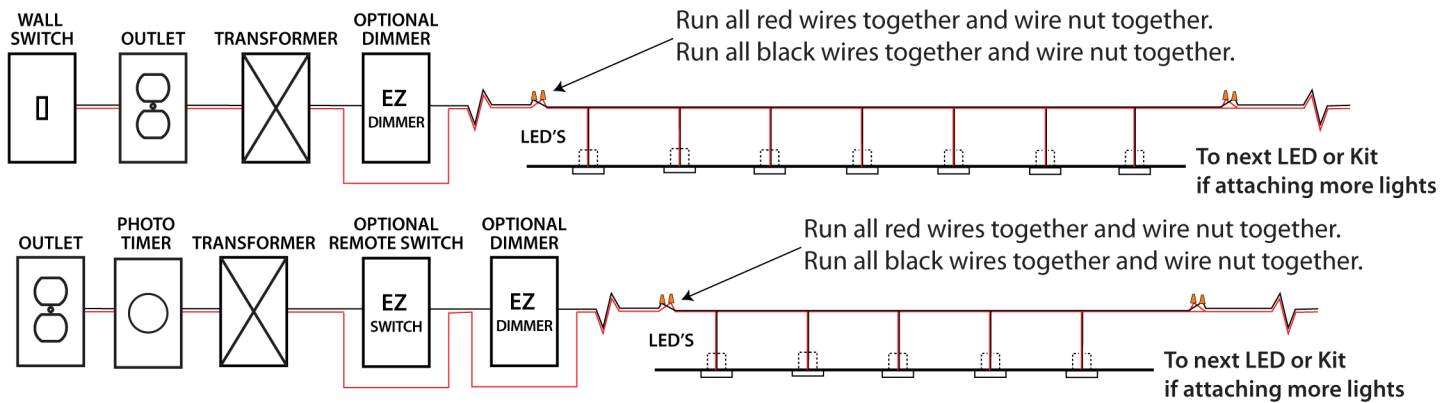 WALL
SWITCH
OUTLET
TRANSFORMER
OPTIONAL
DIMMER
EZ
DIMMER
Run all red wires together and wire nut together.
Run all black wires together and wire nut together.
LED'S
To next LED or Kit
if attaching more lights
OUTLET
PHOTO
TIMER
TRANSFORMER
OPTIONAL
REMOTE SWITCH
OPTIONAL
DIMMER
EZ
SWITCH
EZ
DIMMER
Run all red wires together and wire nut together.
Run all black wires together and wire nut together.
LED'S
To next LED or Kit
if attaching more lights